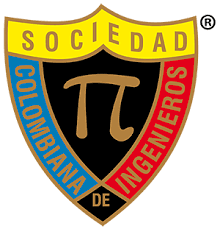 SOCIEDAD
COLOMBIANA
DE
INGENIEROS
π
®